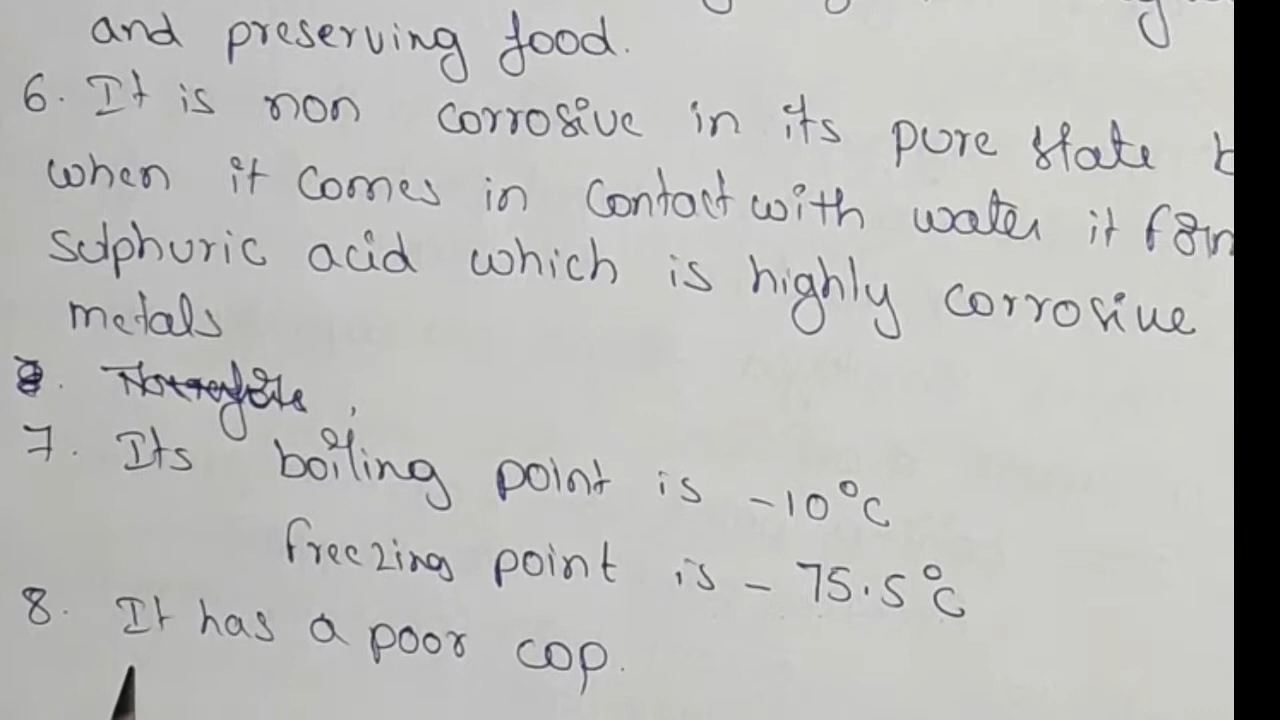 and preserving food.
6. It is non corrosive in its pure state
when it comes in contact with water it
sulphuric acid which is highly corrosive
metals
7. Its boiling point is -10°C
freezing point is - 75.5°C
8. It has a poor cop.